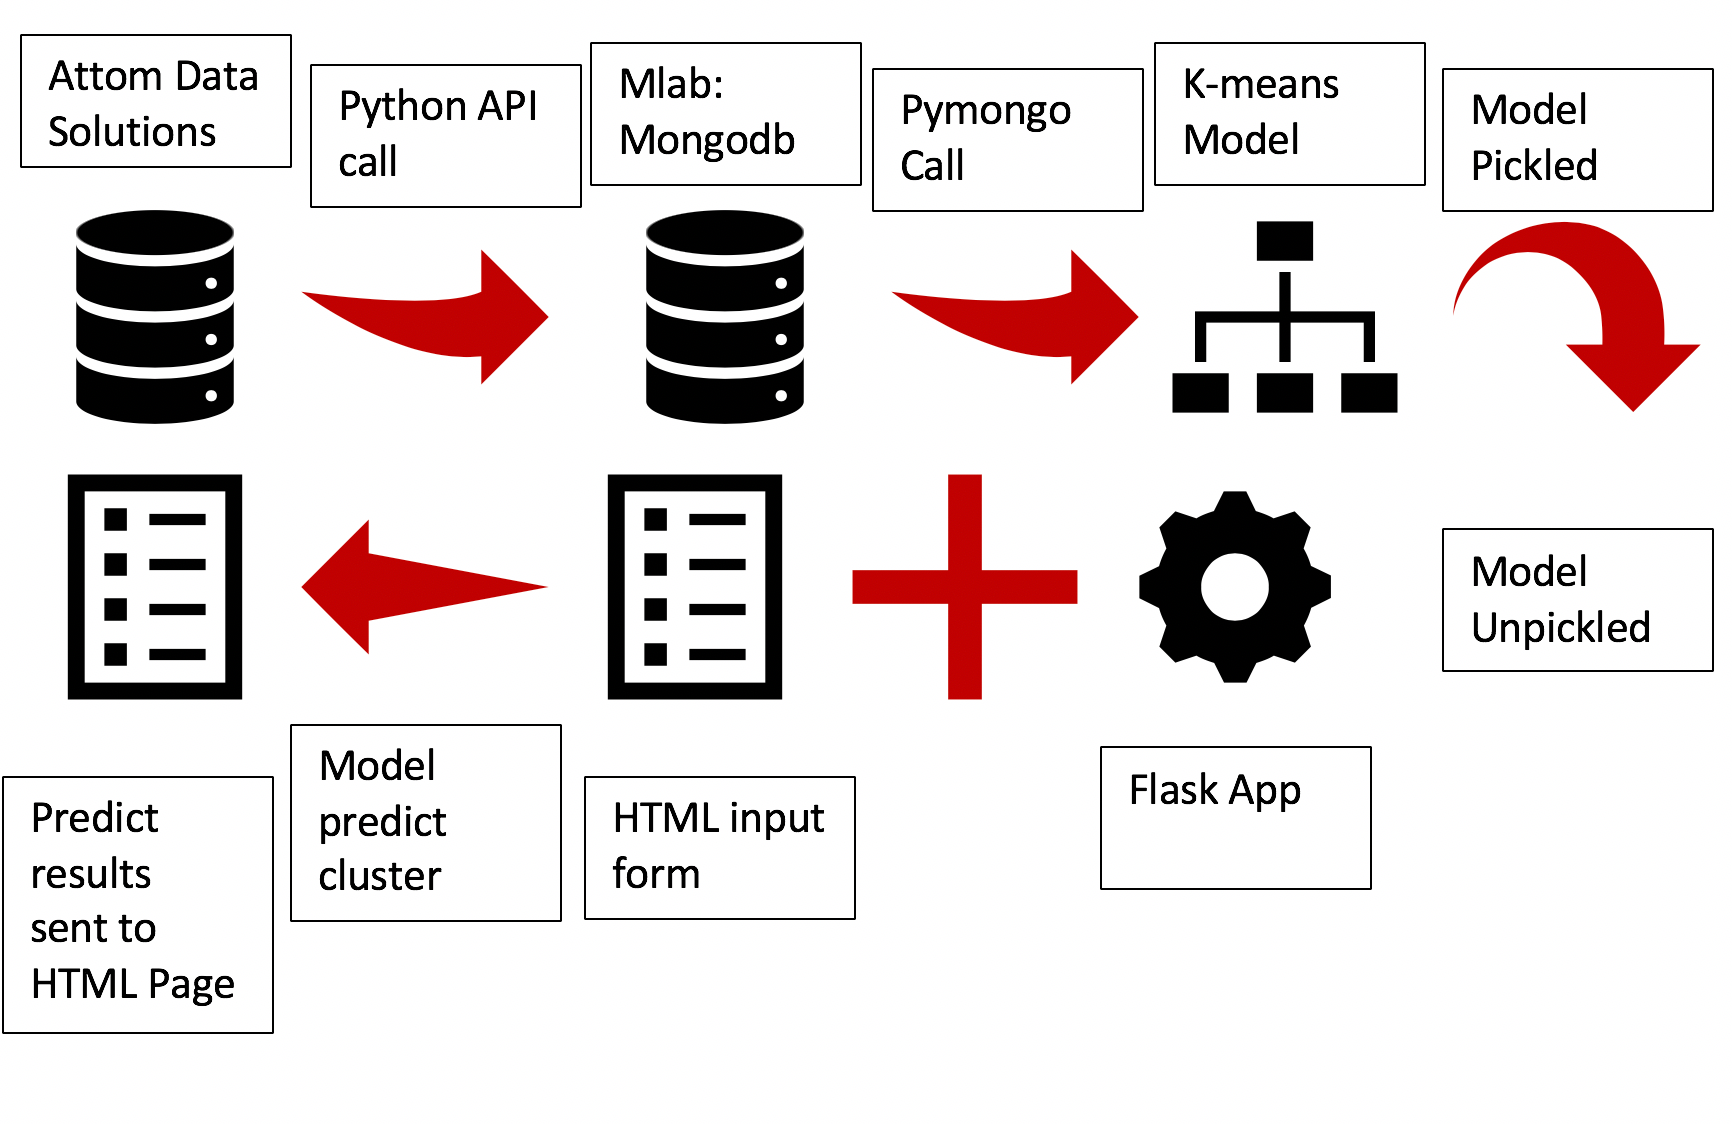 Attom Data
Solutions
Python API
call
Mlab:
Mongodb
Pymongo
Call
K-means
Model
Model
Pickled
Model
Unpickled
Flask App
HTML input
form
Model
predict
cluster
Predict
results
sent to
HTML Page